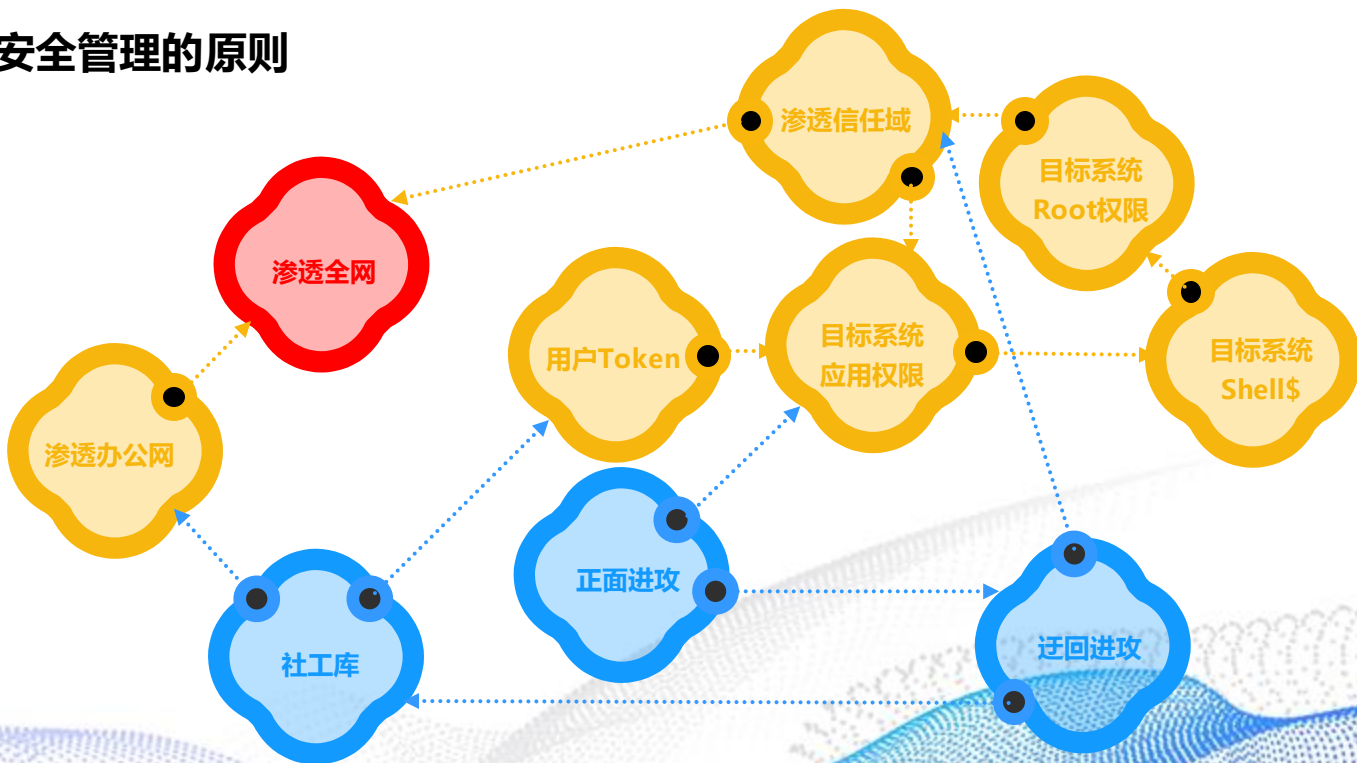 安全管理的原则
渗透信任域
目标系统
Root权限
渗透全网
用户Token
目标系统
应用权限
目标系统
Shell$
渗透办公网
正面进攻
迂回进攻
社工库